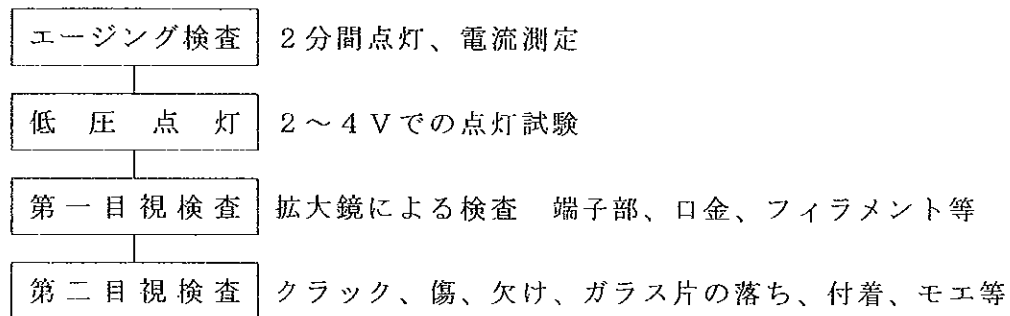 エージング検査 2分間点灯、電流測定
低圧点灯 2～4Vでの点灯試験
第一目視検査 拡大鏡による検査 端子部、口金、フィラメント等
第二目視検査 クラック、傷、欠け、ガラス片の落ち、付着、モエ等